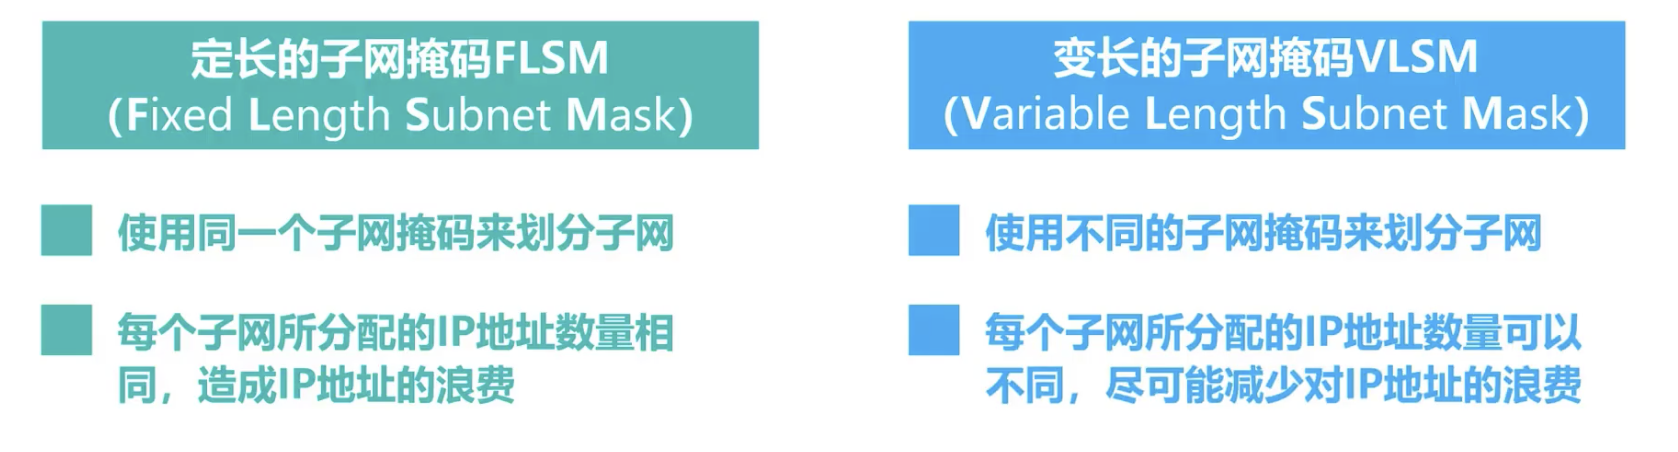 定长的子网掩码FLSM
(Fixed Length Subnet Mask)
使用同一个子网掩码来划分子网
每个子网所分配的IP地址数量相
同，造成IP地址的浪费
变长的子网掩码VLSM
(Variable Length Subnet Mask)
使用不同的子网掩码来划分子网
每个子网所分配的IP地址数量可以
不同，尽可能减少对IP地址的浪费